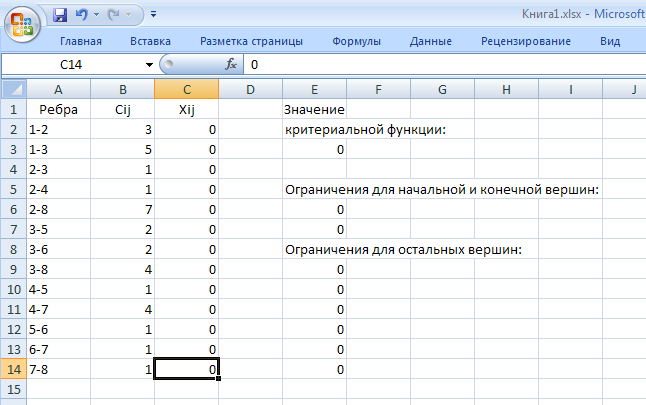 Книга1.xlsx - Microsoft
Главная Вставка Разметка страницы Формулы Данные Рецензирование Вид
C14 fx 0
A B C D E F G H I J
1 Ребра Cij Xij Значение
2 1-2 3 0 критериальной функции:
3 1-3 5 0 0
4 2-3 1 0
5 2-4 1 0 Ограничения для начальной и конечной вершин:
6 2-8 7 0 0
7 3-5 2 0 0
8 3-6 2 0 Ограничения для остальных вершин:
9 3-8 4 0 0
10 4-5 1 0 0
11 4-7 4 0 0
12 5-6 1 0 0
13 6-7 1 0 0
14 7-8 1 0 0
15